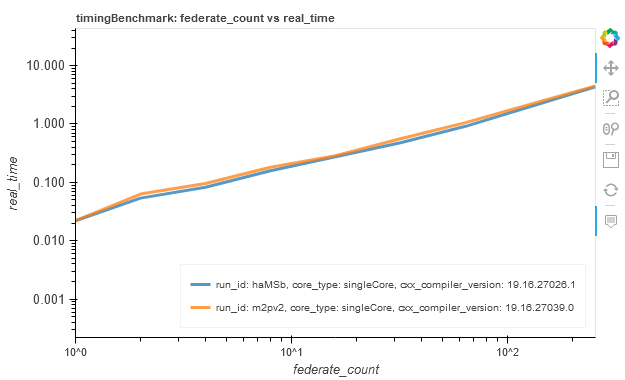 timingBenchmark: federate_count vs real_time
10.000
1.000
0.100
0.010
0.001
real_time
run_id: haMSb, core_type: singleCore, cxx_compiler_version: 19.16.27026.1
run_id: m2pv2, core_type: singleCore, cxx_compiler_version: 19.16.27039.0
10^0
10^1
10^2
federate_count